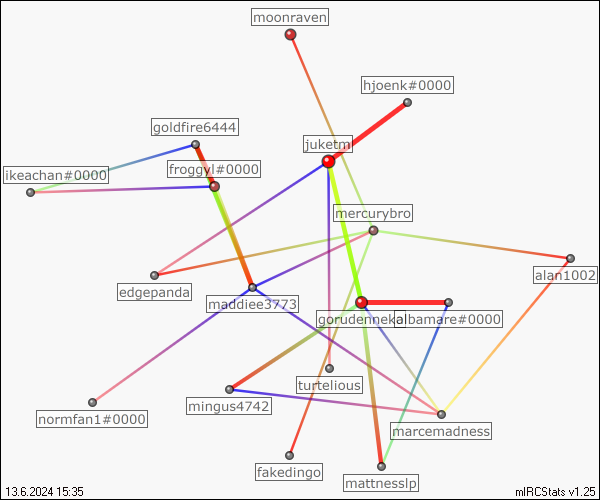 moonraven
hjoenk#0000
goldfire6444
juketm
froggyl#0000
ikeachan#0000
mercurybro
alan1002
edgepanda
maddiee3773
gorudennekoi
albamare#0000
turtelious
normfan1#0000
mingus4742
marcemadness
fakedingo
mattnesslp
13.6.2024 15:35
mIRCStats v1.25